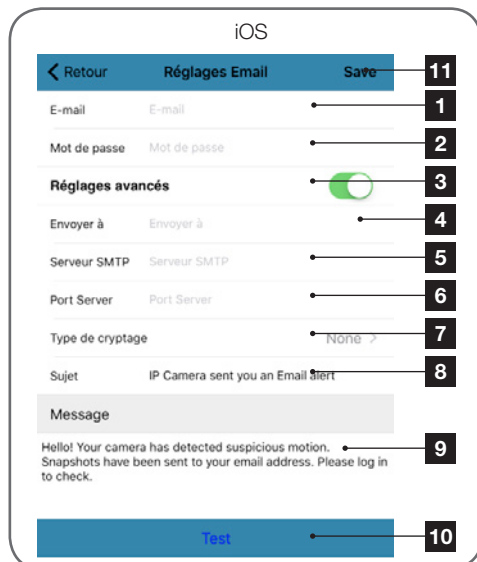 iOS
Retour Réglages Email Save 11
E-mail E-mail 1
Mot de passe Mot de passe 2
Réglages avancés 3
Envoyer à Envoyer à 4
Serveur SMTP Serveur SMTP 5
Port Server Port Server 6
Type de cryptage None > 7
Sujet IP Camera sent you an Email alert 8
Message
Hello! Your camera has detected suspicious motion. 9
Snapshots have been sent to your email address. Please log in
to check.
Test 10